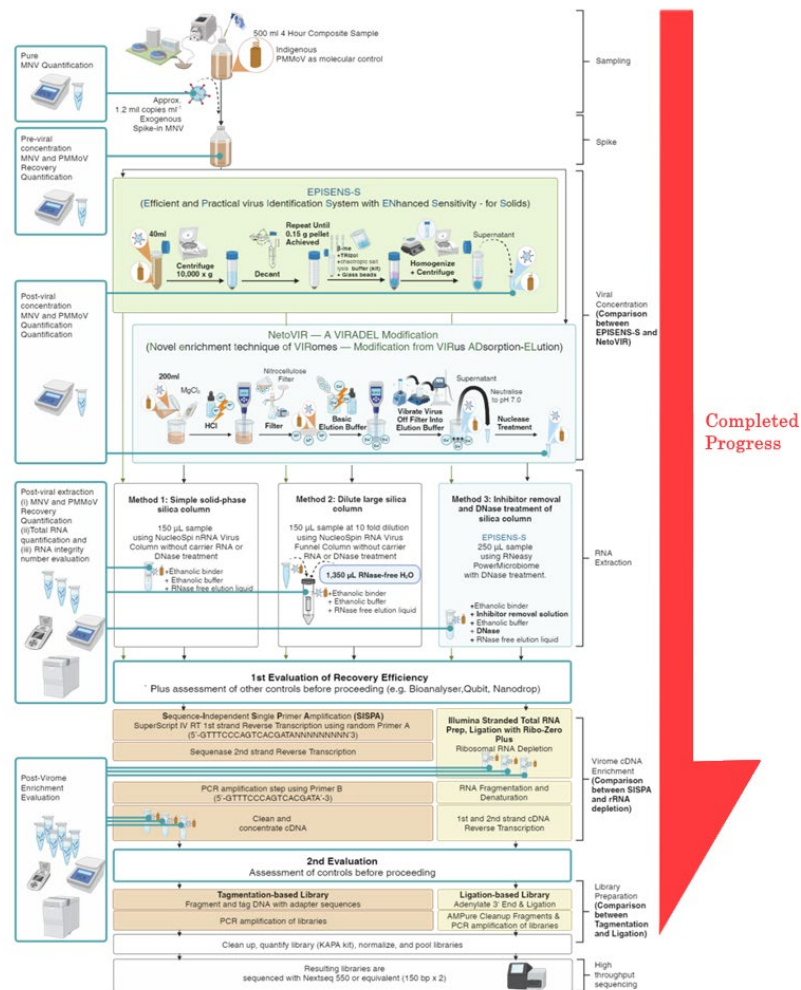 500 ml 4 Hour Composite Sample
Indigenous
PMMoV as molecular control
Sampling
Pure
MNV Quantification
Approx.
1.2 mil copies ml⁻¹
Exogenous
Spike-in MNV
Spike
Pre-viral
concentration
MNV and PMMoV
Recovery
Quantification
EPISENS-S
(Efficient and Practical virus Identification System with ENhanced Sensitivity - for Solids)
40ml
Centrifuge
10,000 x g
Decant
Repeat Until
0.15 g pellet
Achieved
β-me
+TRIzol
+chaotropic salt
lysis buffer (kit)
+ Glass beads
Homogenize
+ Centrifuge
Supernatant
Post-viral
concentration
MNV and PMMoV
Quantification
Quantification
Viral
Concentration
(Comparison
between
EPISENS-S and
NetoVIR)
NetoVIR — A VIRADEL Modification
(Novel enrichment technique of VIRomes — Modification from VIRus ADsorption-ELution)
200ml
MgCl₂
HCl
Nitrocellulose
Filter
Filter
Basic
Elution Buffer
Vibrate Virus
Off Filter Into
Elution Buffer
Supernatant
Neutralise
to pH 7.0
Nuclease
Treatment
Completed
Progress
Post-viral extraction
(i) MNV and PMMoV
Recovery
Quantification
(ii)Total RNA
quantification and
(iii) RNA integrity
number evaluation
Method 1: Simple solid-phase
silica column
150 µL sample
using NucleoSpi nRNA Virus
Column without carrier RNA or
DNase treatment
+Ethanolic binder
+ Ethanolic buffer
+ RNase free elution liquid
Method 2: Dilute large silica
column
150 µL sample at 10 fold dilution
using NucleoSpin RNA Virus
Funnel Column without carrier
RNA or DNase treatment
1,350 µL RNase-free H₂O
+Ethanolic binder
+ Ethanolic buffer
+ RNase free elution liquid
Method 3: Inhibitor removal
and DNase treatment of
silica column
EPISENS-S
250 µL sample
using RNeasy
PowerMicrobiome
with DNase treatment.
+Ethanolic binder
+ Inhibitor removal solution
+ Ethanolic buffer
+ DNase
+ RNase free elution liquid
RNA
Extraction
1st Evaluation of Recovery Efficiency
` Plus assessment of other controls before proceeding (e.g. Bioanalyser,Qubit, Nanodrop)
Sequence-Independent Single Primer Amplification (SISPA)
SuperScript IV RT 1st strand Reverse Transcription using random Primer A
(5'-GTTTCCCAGTCACGATANNNNNNNNN'3)
Sequenase 2nd strand Reverse Transcription
PCR amplification step using Primer B
(5'-GTTTCCCAGTCACGATA'-3)
Clean and
concentrate cDNA
Illumina Stranded Total RNA
Prep, Ligation with Ribo-Zero
Plus
Ribosomal RNA Depletion
RNA Fragmentation and
Denaturation
1st and 2nd strand cDNA
Reverse Transcription
Virome cDNA
Enrichment
(Comparison
between SISPA
and rRNA
depletion)
Post-Virome
Enrichment
Evaluation
2nd Evaluation
Assessment of controls before proceeding
Tagmentation-based Library
Fragment and tag DNA with adapter sequences
PCR amplification of libraries
Ligation-based Library
Adenylate 3' End & Ligation
AMPure Cleanup Fragments &
PCR amplification of libraries
Library
Preparation
(Comparison
between
Tagmentation
and Ligation)
Clean up, quantify library (KAPA kit), normalize, and pool libraries
Resulting libraries are
sequenced with Nextseq 550 or equivalent (150 bp x 2)
High
throughput
sequencing